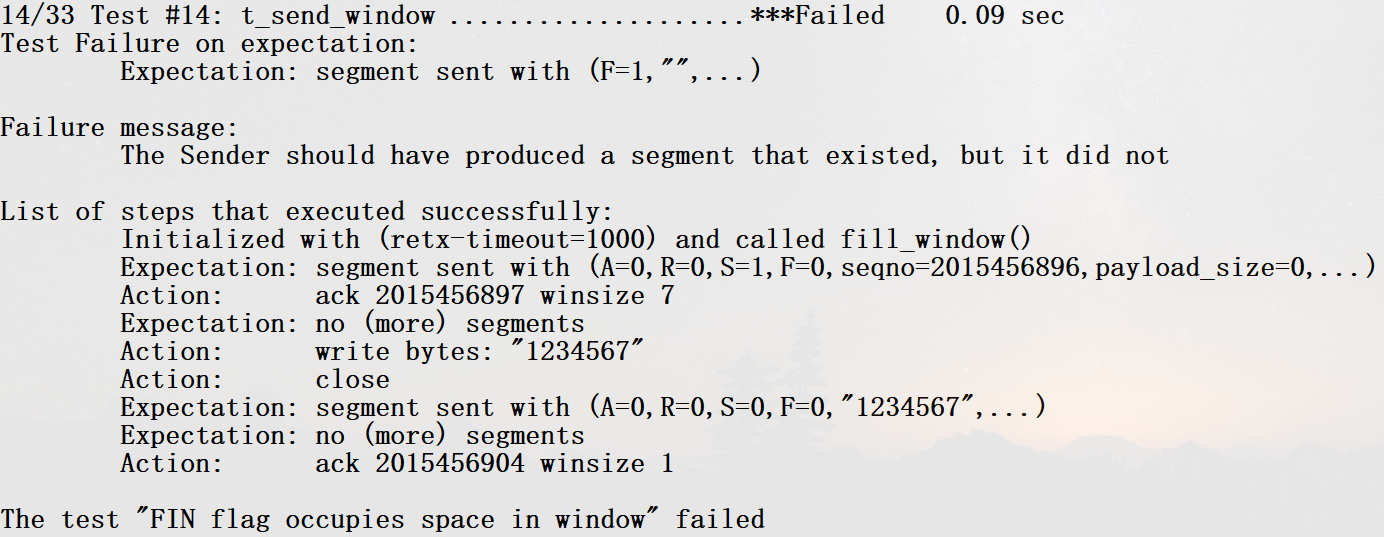 14/33 Test #14: t_send_window .....................***Failed    0.09 sec
Test Failure on expectation:
        Expectation: segment sent with (F=1,"",...)

Failure message:
        The Sender should have produced a segment that existed, but it did not

List of steps that executed successfully:
        Initialized with (retx-timeout=1000) and called fill_window()
        Expectation: segment sent with (A=0,R=0,S=1,F=0,seqno=2015456896,payload_size=0,...)
        Action:      ack 2015456897 winsize 7
        Expectation: no (more) segments
        Action:      write bytes: "1234567"
        Action:      close
        Expectation: segment sent with (A=0,R=0,S=0,F=0,"1234567",...)
        Expectation: no (more) segments
        Action:      ack 2015456904 winsize 1

The test "FIN flag occupies space in window" failed